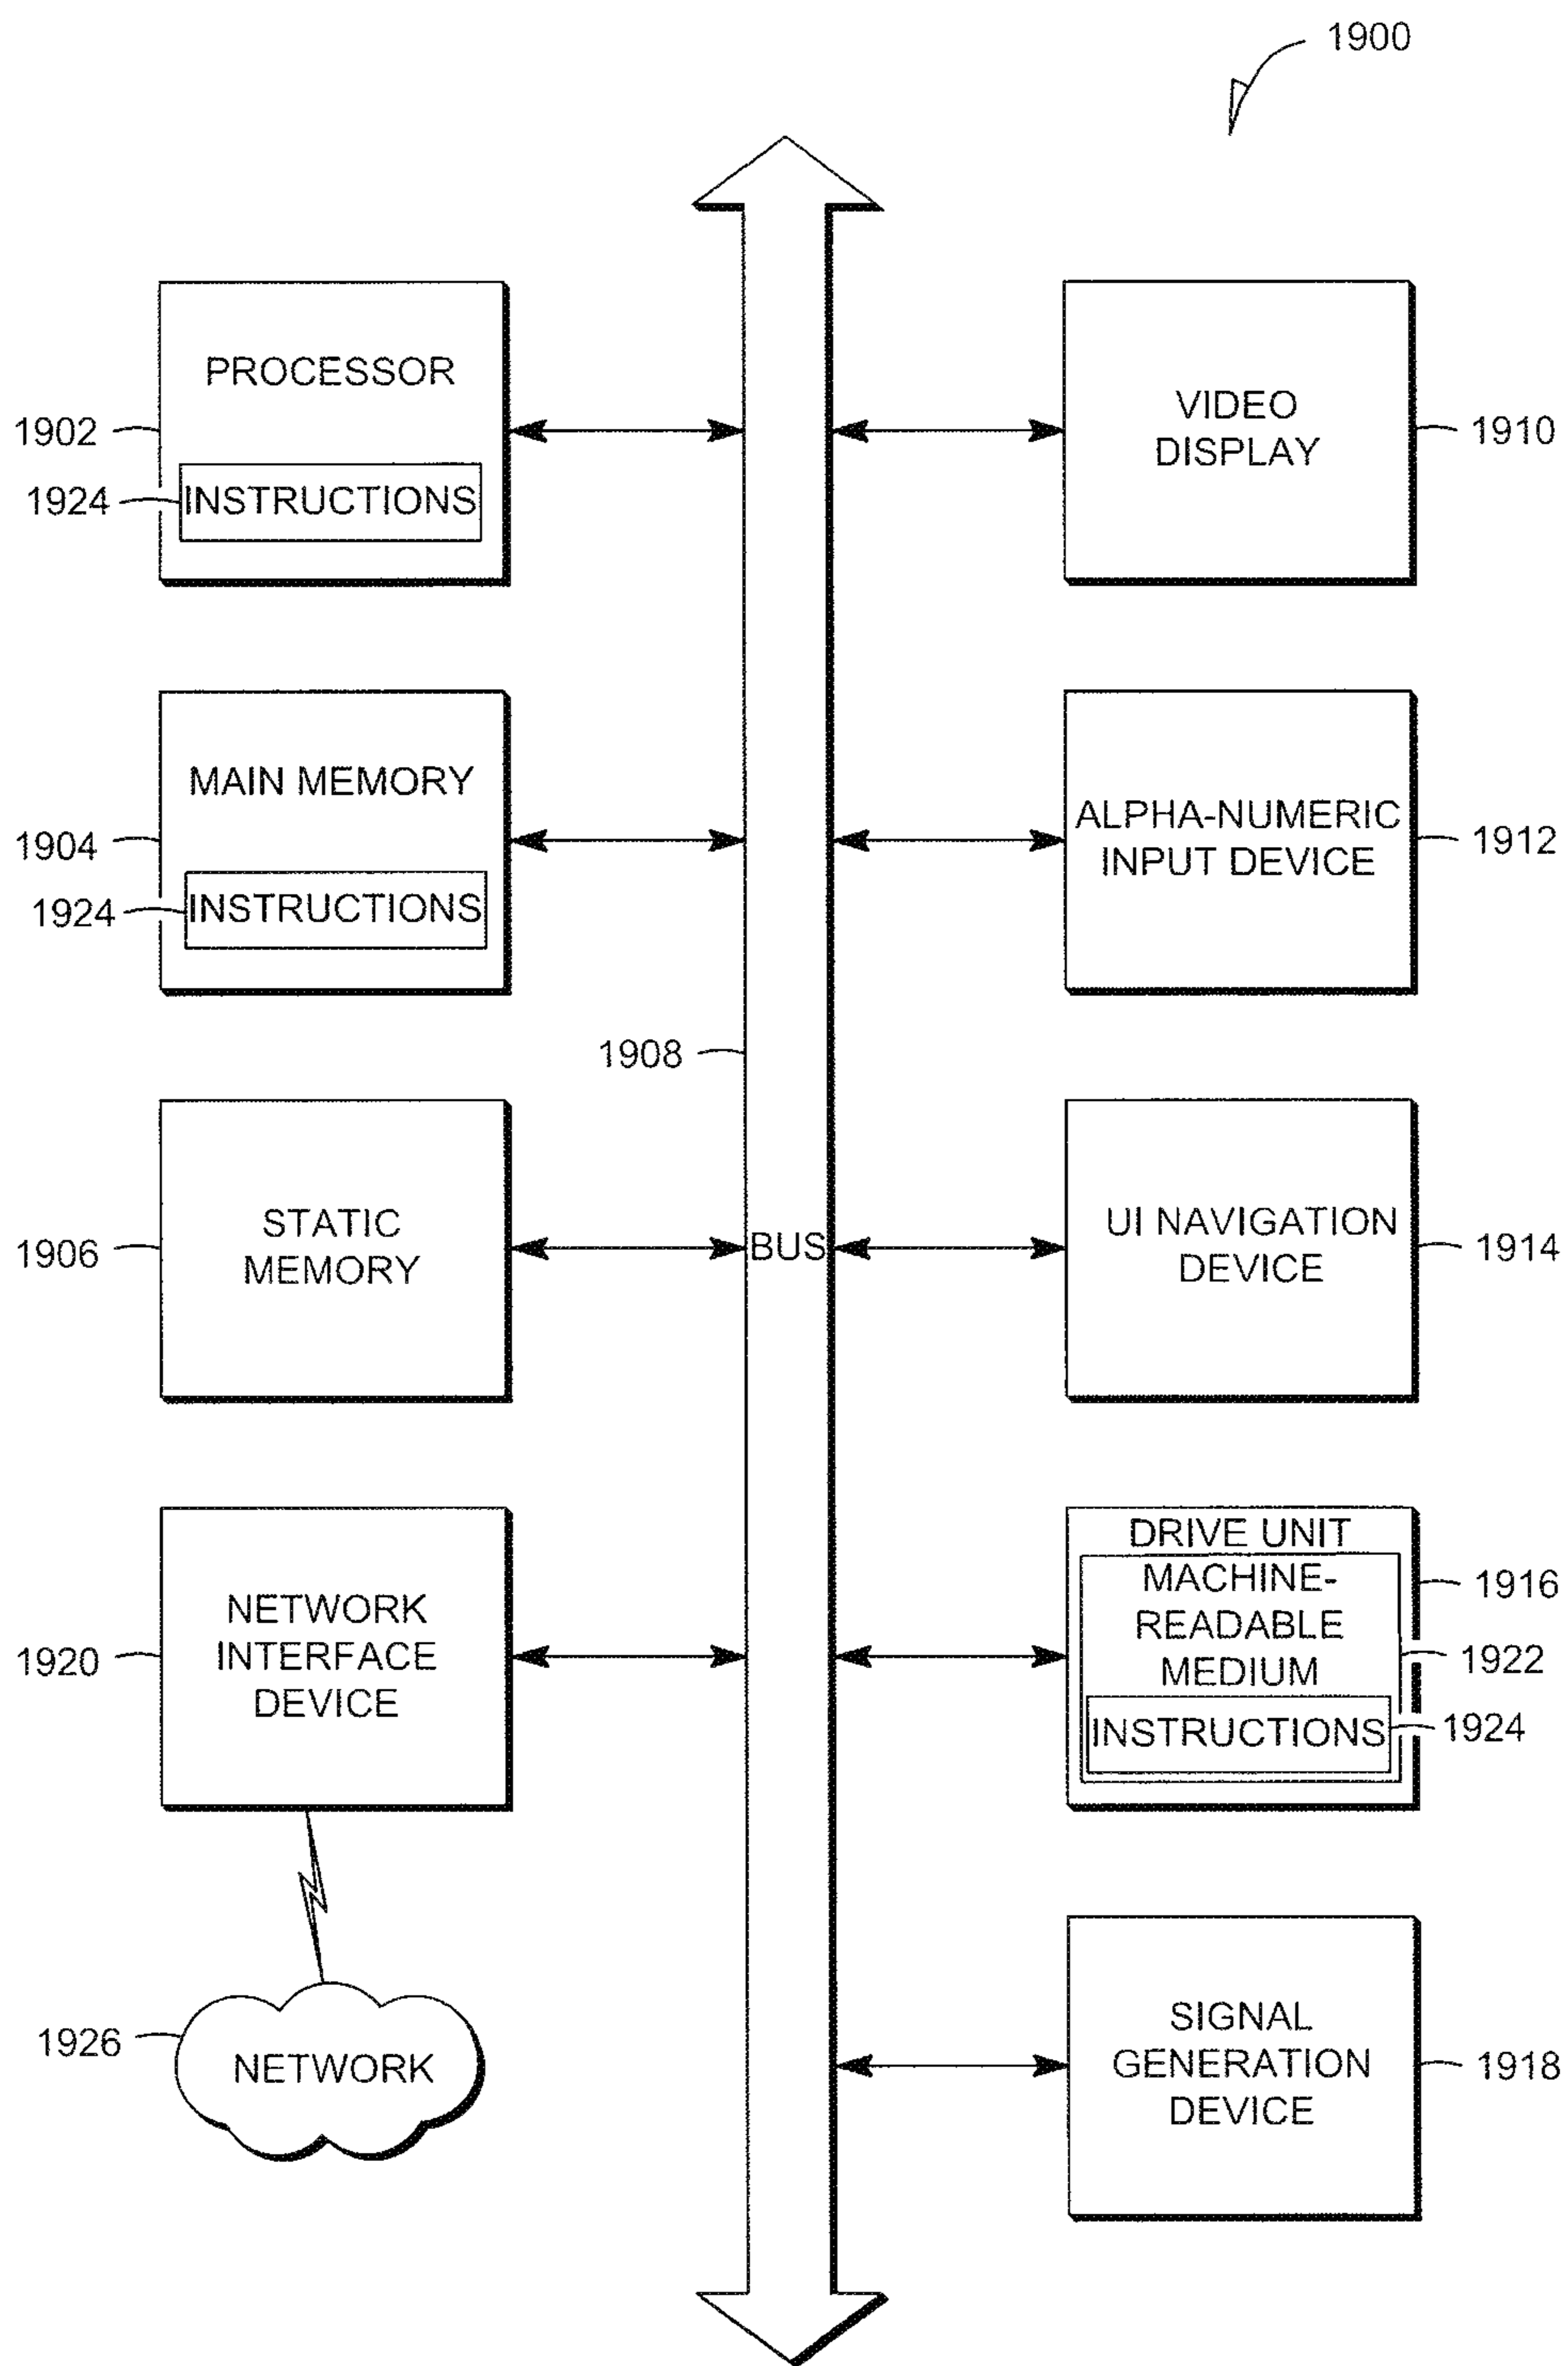 1900
PROCESSOR
1902
1924
INSTRUCTIONS
VIDEO
DISPLAY
1910
MAIN MEMORY
1904
1924
INSTRUCTIONS
ALPHA-NUMERIC
INPUT DEVICE
1912
1908
STATIC
MEMORY
1906
BUS
UI NAVIGATION
DEVICE
1914
NETWORK
INTERFACE
DEVICE
1920
DRIVE UNIT
MACHINE-
READABLE
MEDIUM
1916
1922
INSTRUCTIONS
1924
1926
NETWORK
SIGNAL
GENERATION
DEVICE
1918